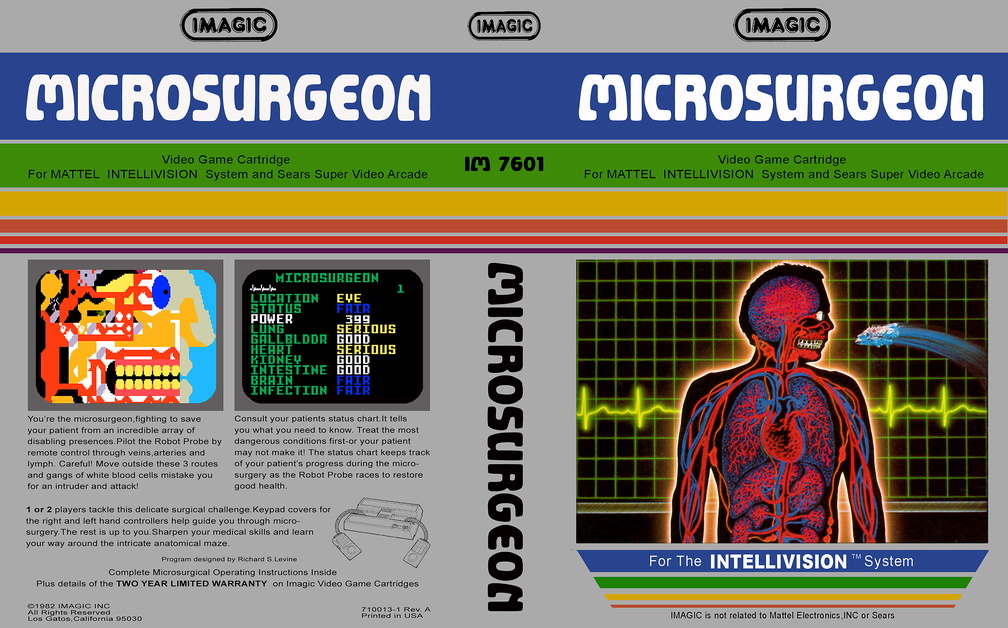 IMAGIC
MICROSURGEON
Video Game Cartridge
For MATTEL INTELLIVISION System and Sears Super Video Arcade
MICROSURGEON
1
LOCATION EYE
STATUS FAIR
POWER 399
LUNG SERIOUS
GALLBLDDR GOOD
HEART SERIOUS
KIDNEY GOOD
INTESTINE GOOD
BRAIN FAIR
INFECTION FAIR
You're the microsurgeon,fighting to save
your patient from an incredible array of
disabling presences.Pilot the Robot Probe by
remote control through veins,arteries and
lymph. Careful! Move outside these 3 routes
and gangs of white blood cells mistake you
for an intruder and attack!
Consult your patients status chart.It tells
you what you need to know. Treat the most
dangerous conditions first-or your patient
may not make it! The status chart keeps track
of your patient's progress during the micro-
surgery as the Robot Probe races to restore
good health.
1 or 2 players tackle this delicate surgical challenge.Keypad covers for
the right and left hand controllers help guide you through micro-
surgery.The rest is up to you.Sharpen your medical skills and learn
your way around the intricate anatomical maze.
Program designed by Richard S.Levine
Complete Microsurgical Operating Instructions Inside
Plus details of the TWO YEAR LIMITED WARRANTY on Imagic Video Game Cartridges
©1982 IMAGIC INC
All Rights Reserved
Los Gatos,California 95030
710013-1 Rev. A
Printed in USA
IMAGIC
IM 7601
MICROSURGEON
IMAGIC
MICROSURGEON
Video Game Cartridge
For MATTEL INTELLIVISION System and Sears Super Video Arcade
For The INTELLIVISION TM System
IMAGIC is not related to Mattel Electronics,INC or Sears